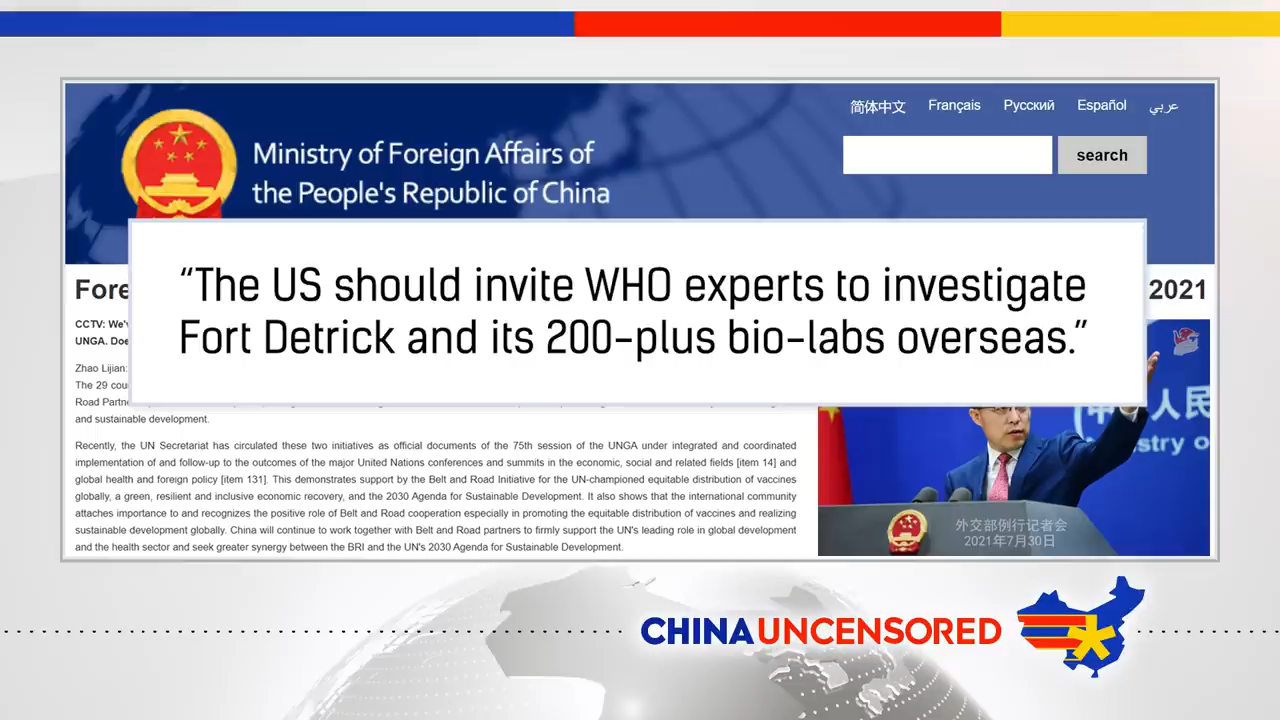 简体中文 Français Русский Español عربي
search
Ministry of Foreign Affairs of
the People's Republic of China
“The US should invite WHO experts to investigate
Fort Detrick and its 200-plus bio-labs overseas.”
Fore
2021
CCTV: We'v
UNGA. Doe
Zhao Lijian:
The 29 cou
Road Partne
and sustainable development.
Recently, the UN Secretariat has circulated these two initiatives as official documents of the 75th session of the UNGA under integrated and coordinated
implementation of and follow-up to the outcomes of the major United Nations conferences and summits in the economic, social and related fields [item 14] and
global health and foreign policy [item 131]. This demonstrates support by the Belt and Road Initiative for the UN-championed equitable distribution of vaccines
globally, a green, resilient and inclusive economic recovery, and the 2030 Agenda for Sustainable Development. It also shows that the international community
attaches importance to and recognizes the positive role of Belt and Road cooperation especially in promoting the equitable distribution of vaccines and realizing
sustainable development globally. China will continue to work together with Belt and Road partners to firmly support the UN's leading role in global development
and the health sector and seek greater synergy between the BRI and the UN's 2030 Agenda for Sustainable Development.
人民
stry o
外交部例行记者会
2021年7月30日
CHINA UNCENSORED